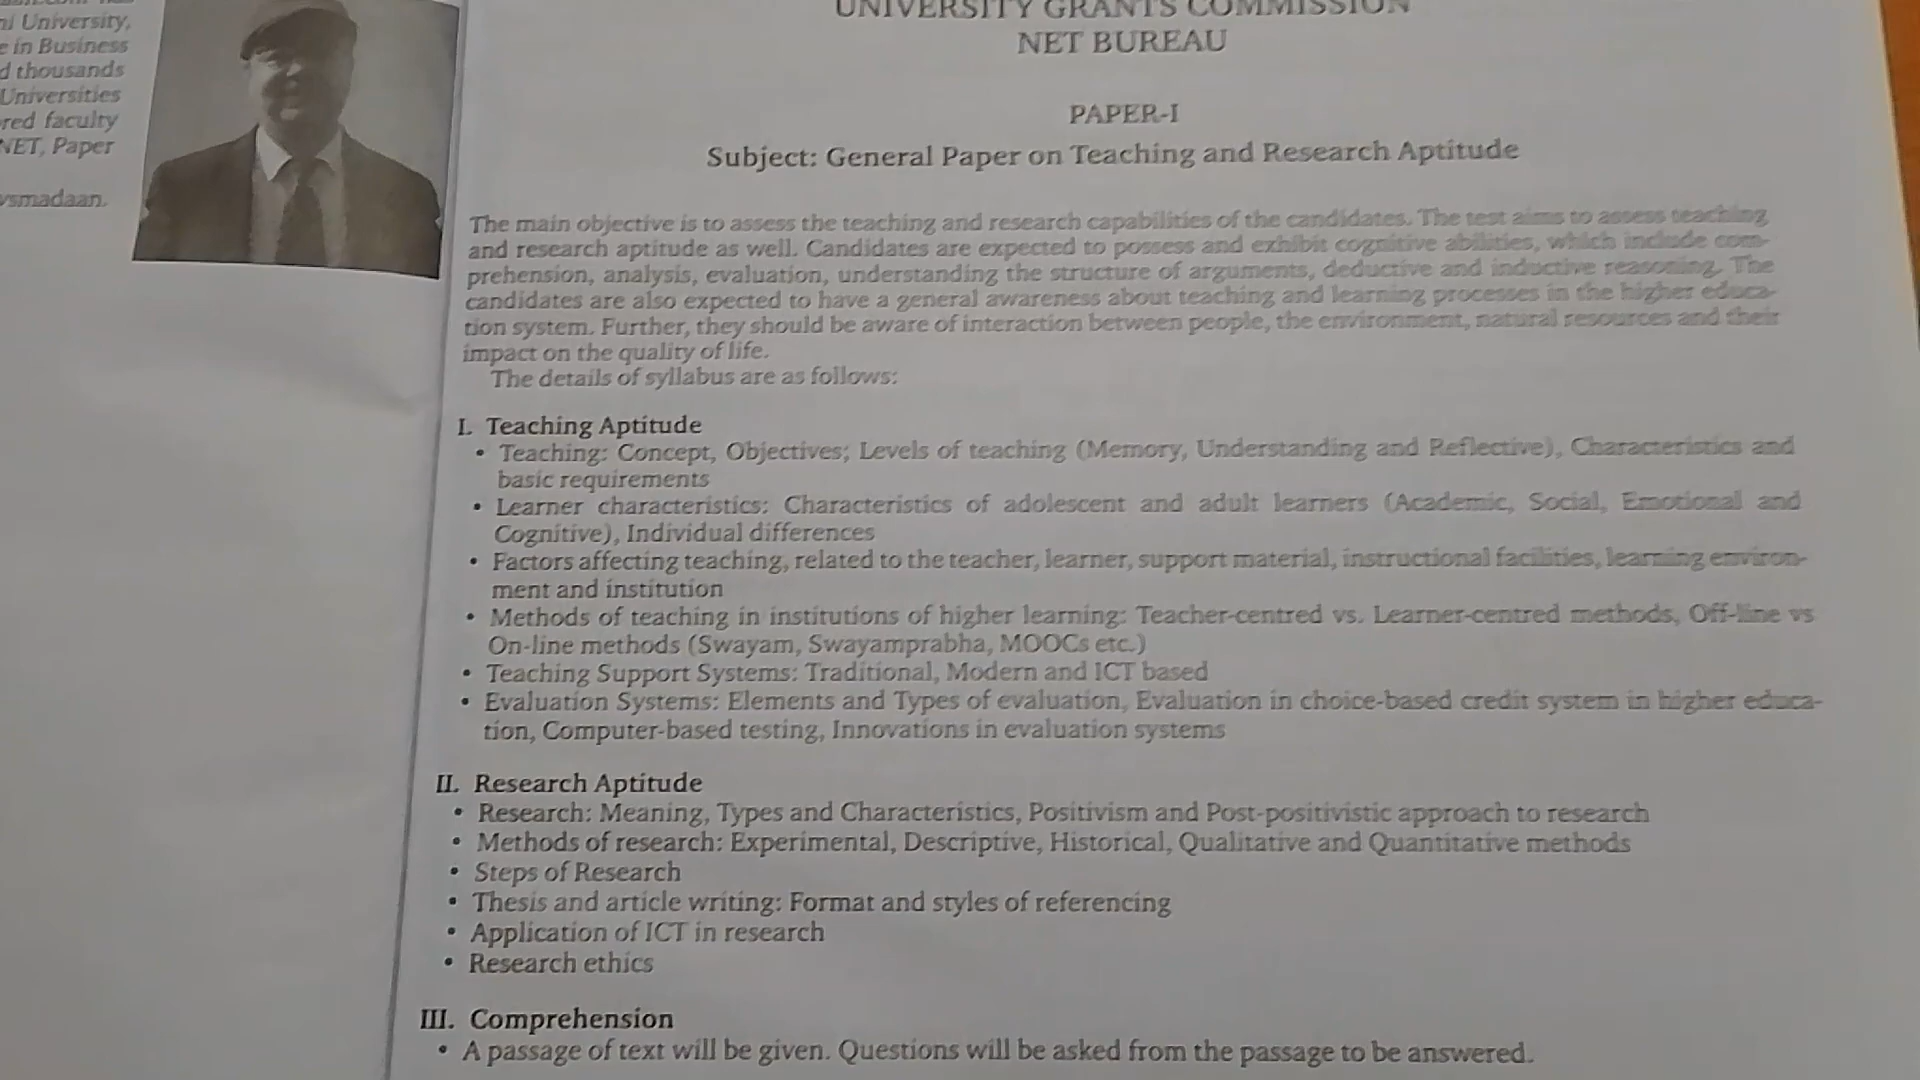 ni University,
e in Business
d thousands
Universities
red faculty
NET, Paper
vsmadaan.
UNIVERSITY GRANTS COMMISSION
NET BUREAU
PAPER-I
Subject: General Paper on Teaching and Research Aptitude
The main objective is to assess the teaching and research capabilities of the candidates. The test aims to assess teaching
and research aptitude as well. Candidates are expected to possess and exhibit cognitive abilities, which include com-
prehension, analysis, evaluation, understanding the structure of arguments, deductive and inductive reasoning. The
candidates are also expected to have a general awareness about teaching and learning processes in the higher educa-
tion system. Further, they should be aware of interaction between people, the environment, natural resources and their
impact on the quality of life.
The details of syllabus are as follows:
I. Teaching Aptitude
• Teaching: Concept, Objectives; Levels of teaching (Memory, Understanding and Reflective), Characteristics and
basic requirements
• Learner characteristics: Characteristics of adolescent and adult learners (Academic, Social, Emotional and
Cognitive), Individual differences
• Factors affecting teaching, related to the teacher, learner, support material, instructional facilities, learning environ-
ment and institution
• Methods of teaching in institutions of higher learning: Teacher-centred vs. Learner-centred methods, Off-line vs
On-line methods (Swayam, Swayamprabha, MOOCs etc.)
• Teaching Support Systems: Traditional, Modern and ICT based
• Evaluation Systems: Elements and Types of evaluation, Evaluation in choice-based credit system in higher educa-
tion, Computer-based testing, Innovations in evaluation systems
II. Research Aptitude
• Research: Meaning, Types and Characteristics, Positivism and Post-positivistic approach to research
• Methods of research: Experimental, Descriptive, Historical, Qualitative and Quantitative methods
• Steps of Research
• Thesis and article writing: Format and styles of referencing
• Application of ICT in research
• Research ethics
III. Comprehension
• A passage of text will be given. Questions will be asked from the passage to be answered.